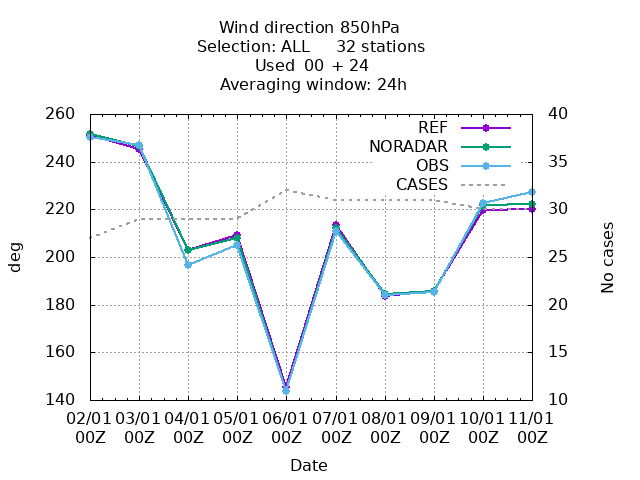 Wind direction 850hPa
Selection: ALL 32 stations
Used 00 + 24
Averaging window: 24h
260 40
REF
NORADAR
240 35
OBS
CASES
220 30
200 25
180 20
160 15
140 10
deg
No cases
02/01 03/01 04/01 05/01 06/01 07/01 08/01 09/01 10/01 11/01
00Z 00Z 00Z 00Z 00Z 00Z 00Z 00Z 00Z 00Z
Date